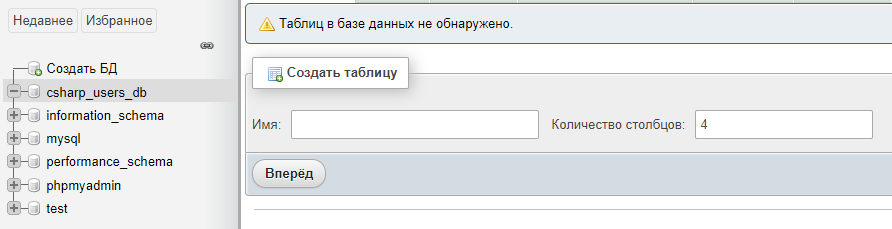 Недавнее Избранное
Создать БД
csharp_users_db
information_schema
mysql
performance_schema
phpmyadmin
test
Таблиц в базе данных не обнаружено.
Создать таблицу
Имя: Количество столбцов: 4
Вперёд